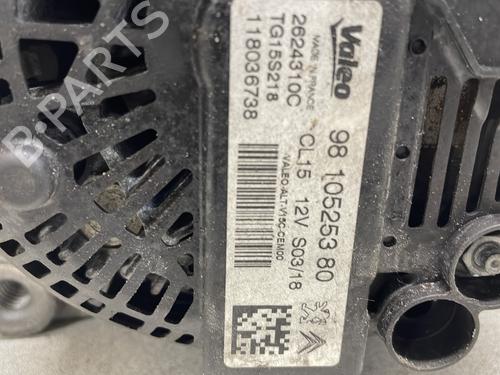 Valeo
MADE IN FRANCE
2624310C
TG15S218
118036738
98 105253 80
CL15 12V S03/18
VALEO-ALT-V15C-CEM00
B-PARTS